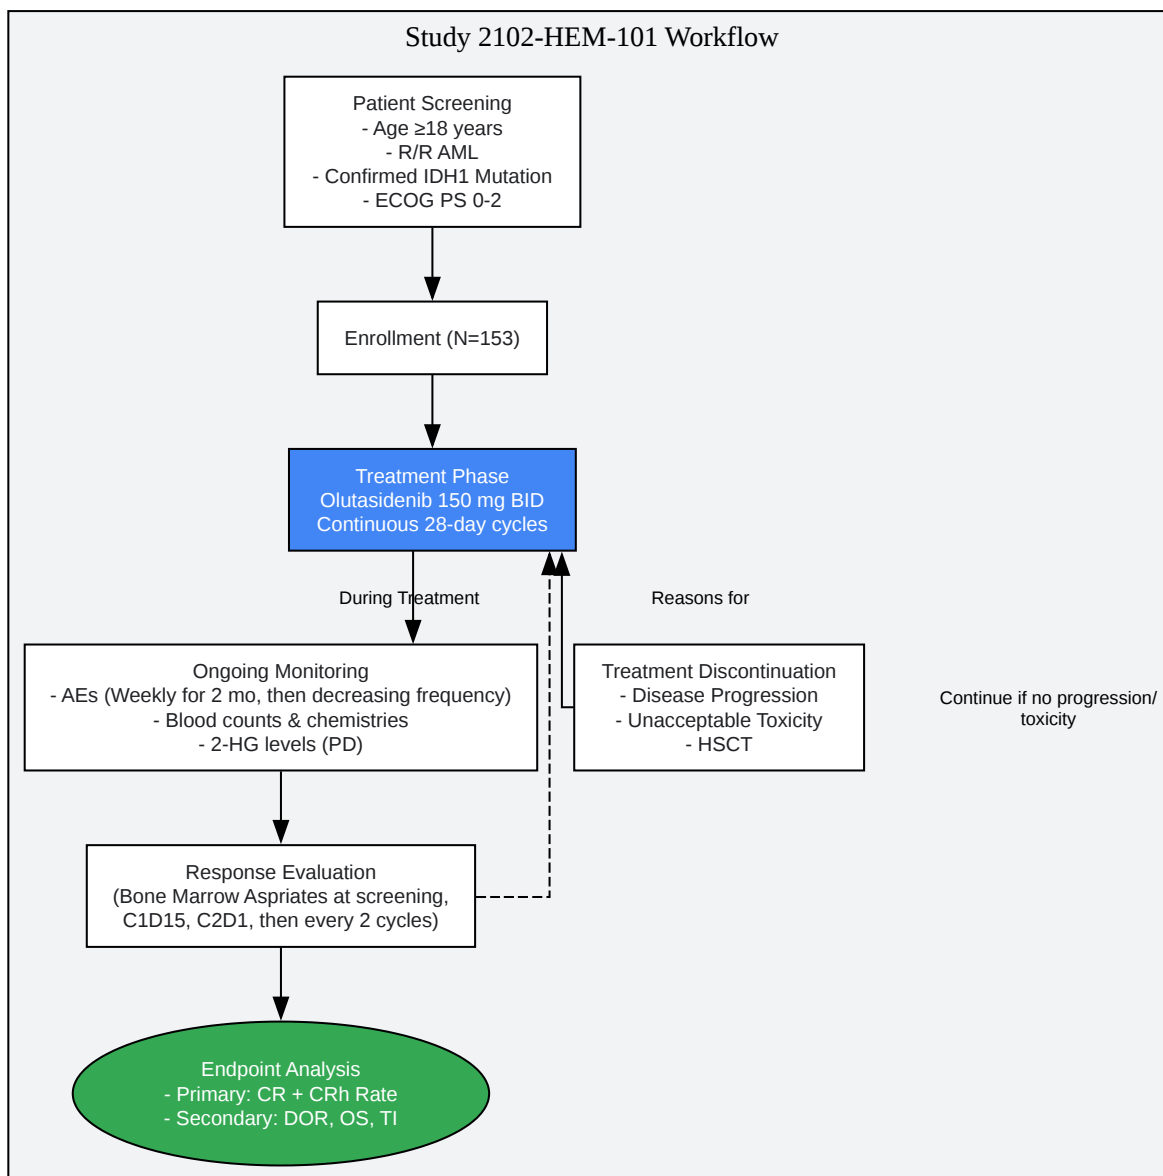 Study 2102-HEM-101 Workflow
Patient Screening
- Age ≥18 years
- R/R AML
- Confirmed IDH1 Mutation
- ECOG PS 0-2
Enrollment (N=153)
Treatment Phase
Olutasidenib 150 mg BID
Continuous 28-day cycles
During Treatment
Reasons for
Ongoing Monitoring
- AEs (Weekly for 2 mo, then decreasing frequency)
- Blood counts & chemistries
- 2-HG levels (PD)
Treatment Discontinuation
- Disease Progression
- Unacceptable Toxicity
- HSCT
Continue if no progression/
toxicity
Response Evaluation
(Bone Marrow Aspriates at screening,
C1D15, C2D1, then every 2 cycles)
Endpoint Analysis
- Primary: CR + CRh Rate
- Secondary: DOR, OS, TI